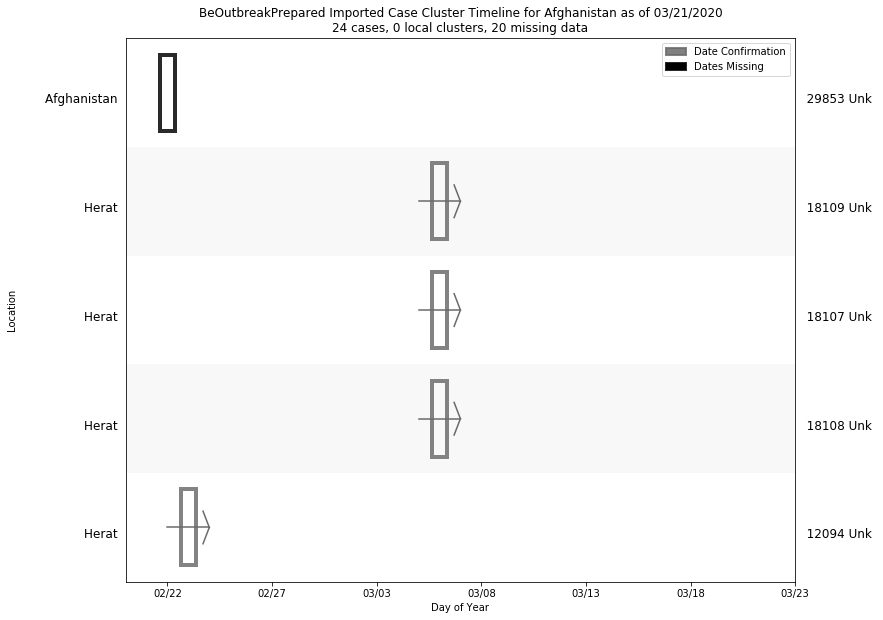 BeOutbreakPrepared Imported Case Cluster Timeline for Afghanistan as of 03/21/2020
24 cases, 0 local clusters, 20 missing data
Date Confirmation
Dates Missing
Afghanistan
29853 Unk
Herat
18109 Unk
Herat
18107 Unk
Herat
18108 Unk
Herat
12094 Unk
Location
02/22
02/27
03/03
03/08
03/13
03/18
03/23
Day of Year